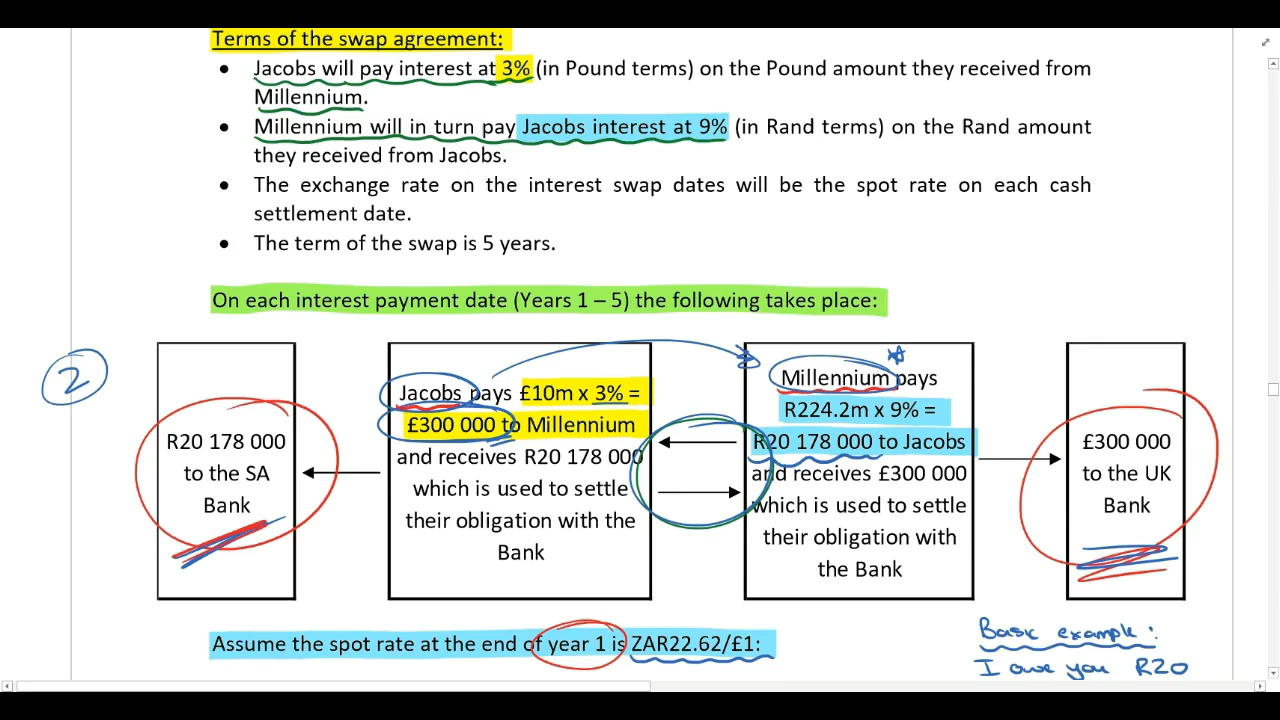 Terms of the swap agreement:
• Jacobs will pay interest at 3% (in Pound terms) on the Pound amount they received from
Millennium.
• Millennium will in turn pay Jacobs interest at 9% (in Rand terms) on the Rand amount
they received from Jacobs.
• The exchange rate on the interest swap dates will be the spot rate on each cash
settlement date.
• The term of the swap is 5 years.
On each interest payment date (Years 1 – 5) the following takes place:
2
R20 178 000
to the SA
Bank
Jacobs pays £10m x 3% =
£300 000 to Millennium
and receives R20 178 000
which is used to settle
their obligation with the
Bank
Millennium pays
R224.2m x 9% =
R20 178 000 to Jacobs
and receives £300 000
which is used to settle
their obligation with
the Bank
£300 000
to the UK
Bank
Assume the spot rate at the end of year 1 is ZAR22.62/£1:
Basic example:
I owe you R20